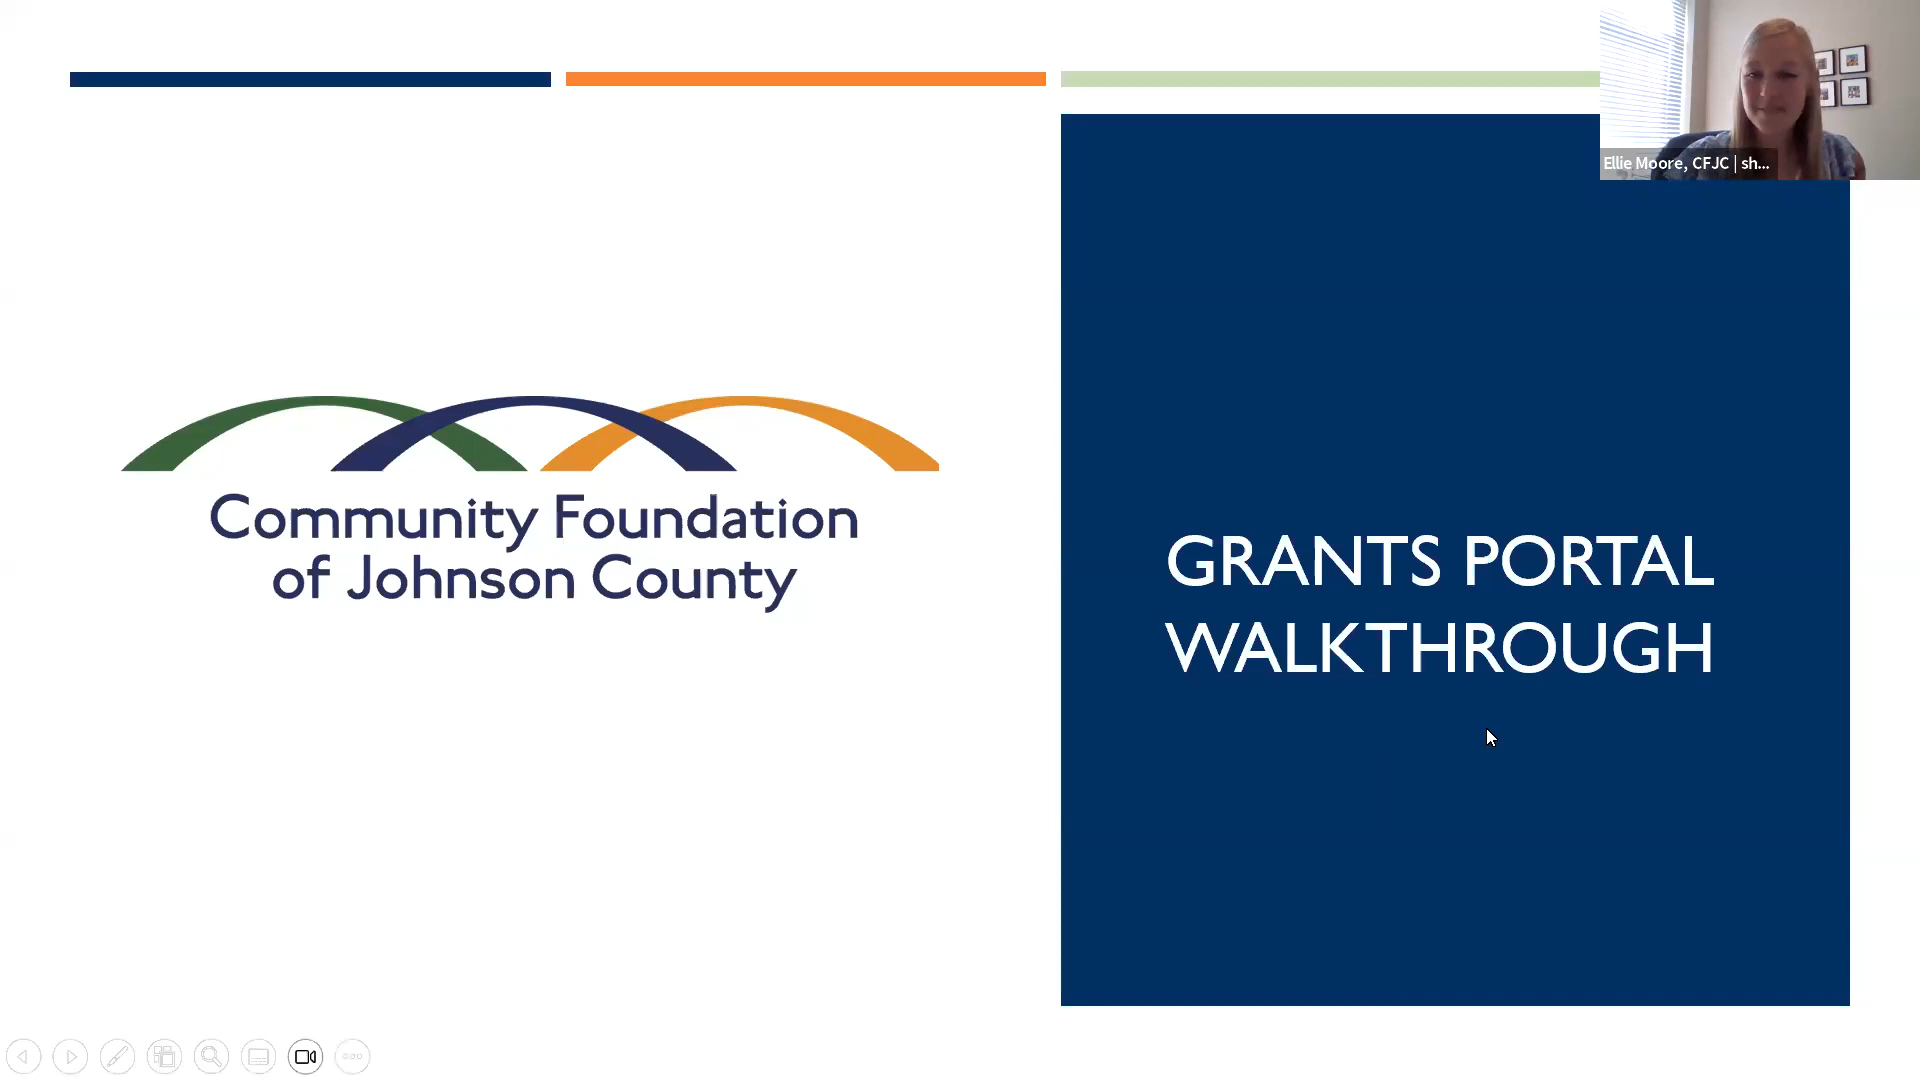 Ellie Moore, CFJC | sh...
Community Foundation
of Johnson County
GRANTS PORTAL
WALKTHROUGH